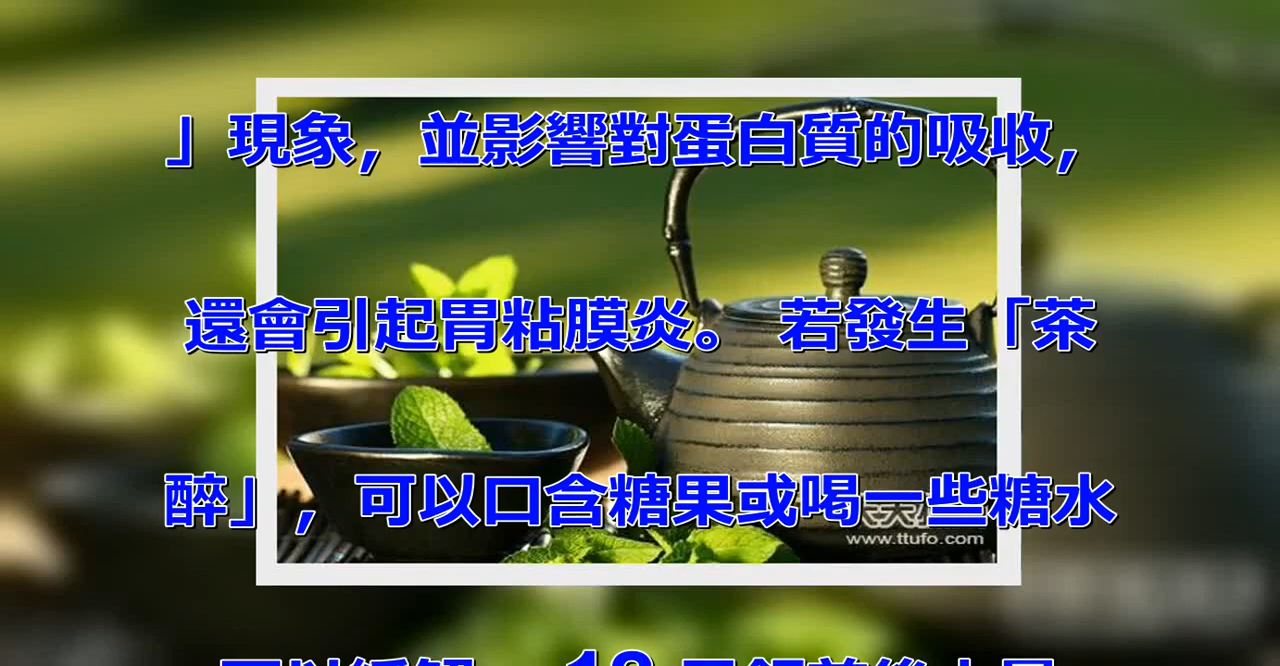 」現象，並影響對蛋白質的吸收，
還會引起胃粘膜炎。 若發生「茶
醉」，可以口含糖果或喝一些糖水
www.ttufo.com